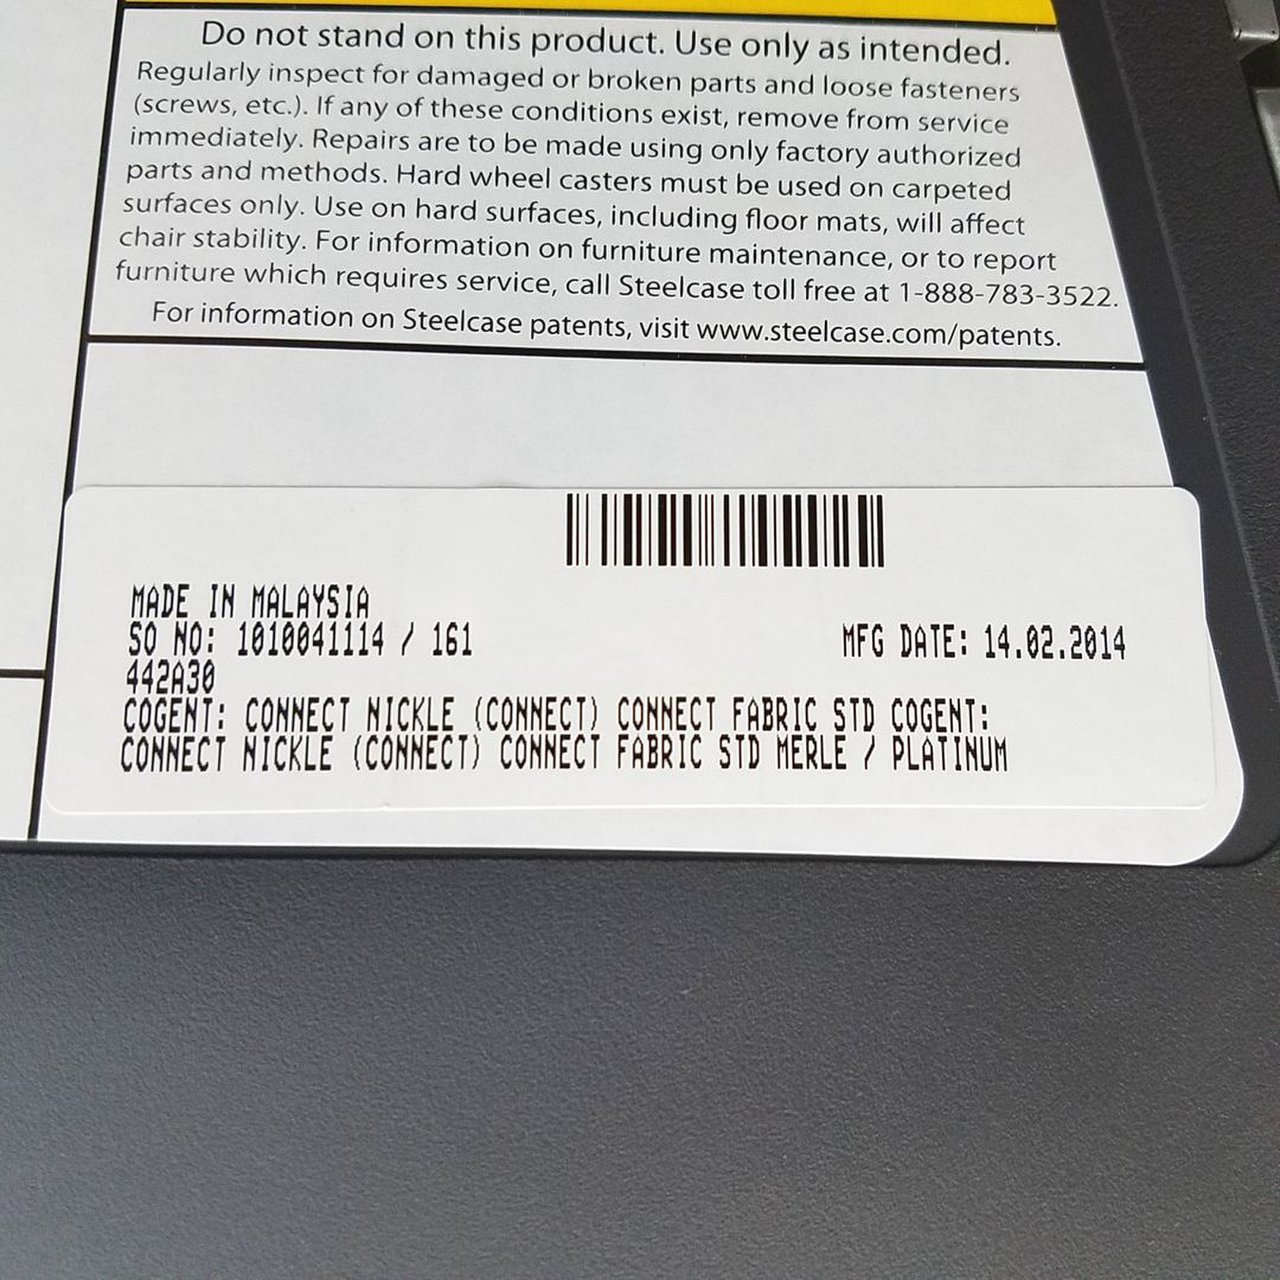 Do not stand on this product. Use only as intended.
Regularly inspect for damaged or broken parts and loose fasteners
(screws, etc.). If any of these conditions exist, remove from service
immediately. Repairs are to be made using only factory authorized
parts and methods. Hard wheel casters must be used on carpeted
surfaces only. Use on hard surfaces, including floor mats, will affect
chair stability. For information on furniture maintenance, or to report
furniture which requires service, call Steelcase toll free at 1-888-783-3522.
For information on Steelcase patents, visit www.steelcase.com/patents.
MADE IN MALAYSIA
SO NO: 1010041114 / 161
MFG DATE: 14.02.2014
442A30
COGENT: CONNECT NICKLE (CONNECT) CONNECT FABRIC STD COGENT:
CONNECT NICKLE (CONNECT) CONNECT FABRIC STD MERLE / PLATINUM